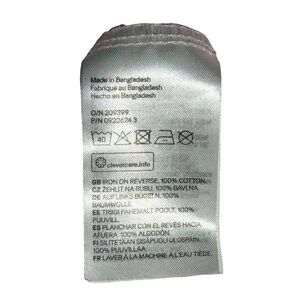 Made in Bangladesh
Fabriqué au Bangladesh
Hecho en Bangladesh
O/N 209399
P/N 0920624 3
40
clevercare.info
GB IRON ON REVERSE, 100% COTTON.
CZ ŽEHLIT NA RUBU, 100% BAVLNA.
DE AUF LINKS BÜGELN, 100%
BAUMWOLLE
EE TRIIGI PAHEMALT POOLT, 100%
PUUVILL.
ES PLANCHAR CON EL REVÉS HACIA
AFUERA. 100% ALGODÓN.
FI SILITETÄÄN SISÄPUOLI ULOSPÄIN.
100% PUUVILLAA.
FR LAVER À LA MACHINE À L'EAU TIÈDE.